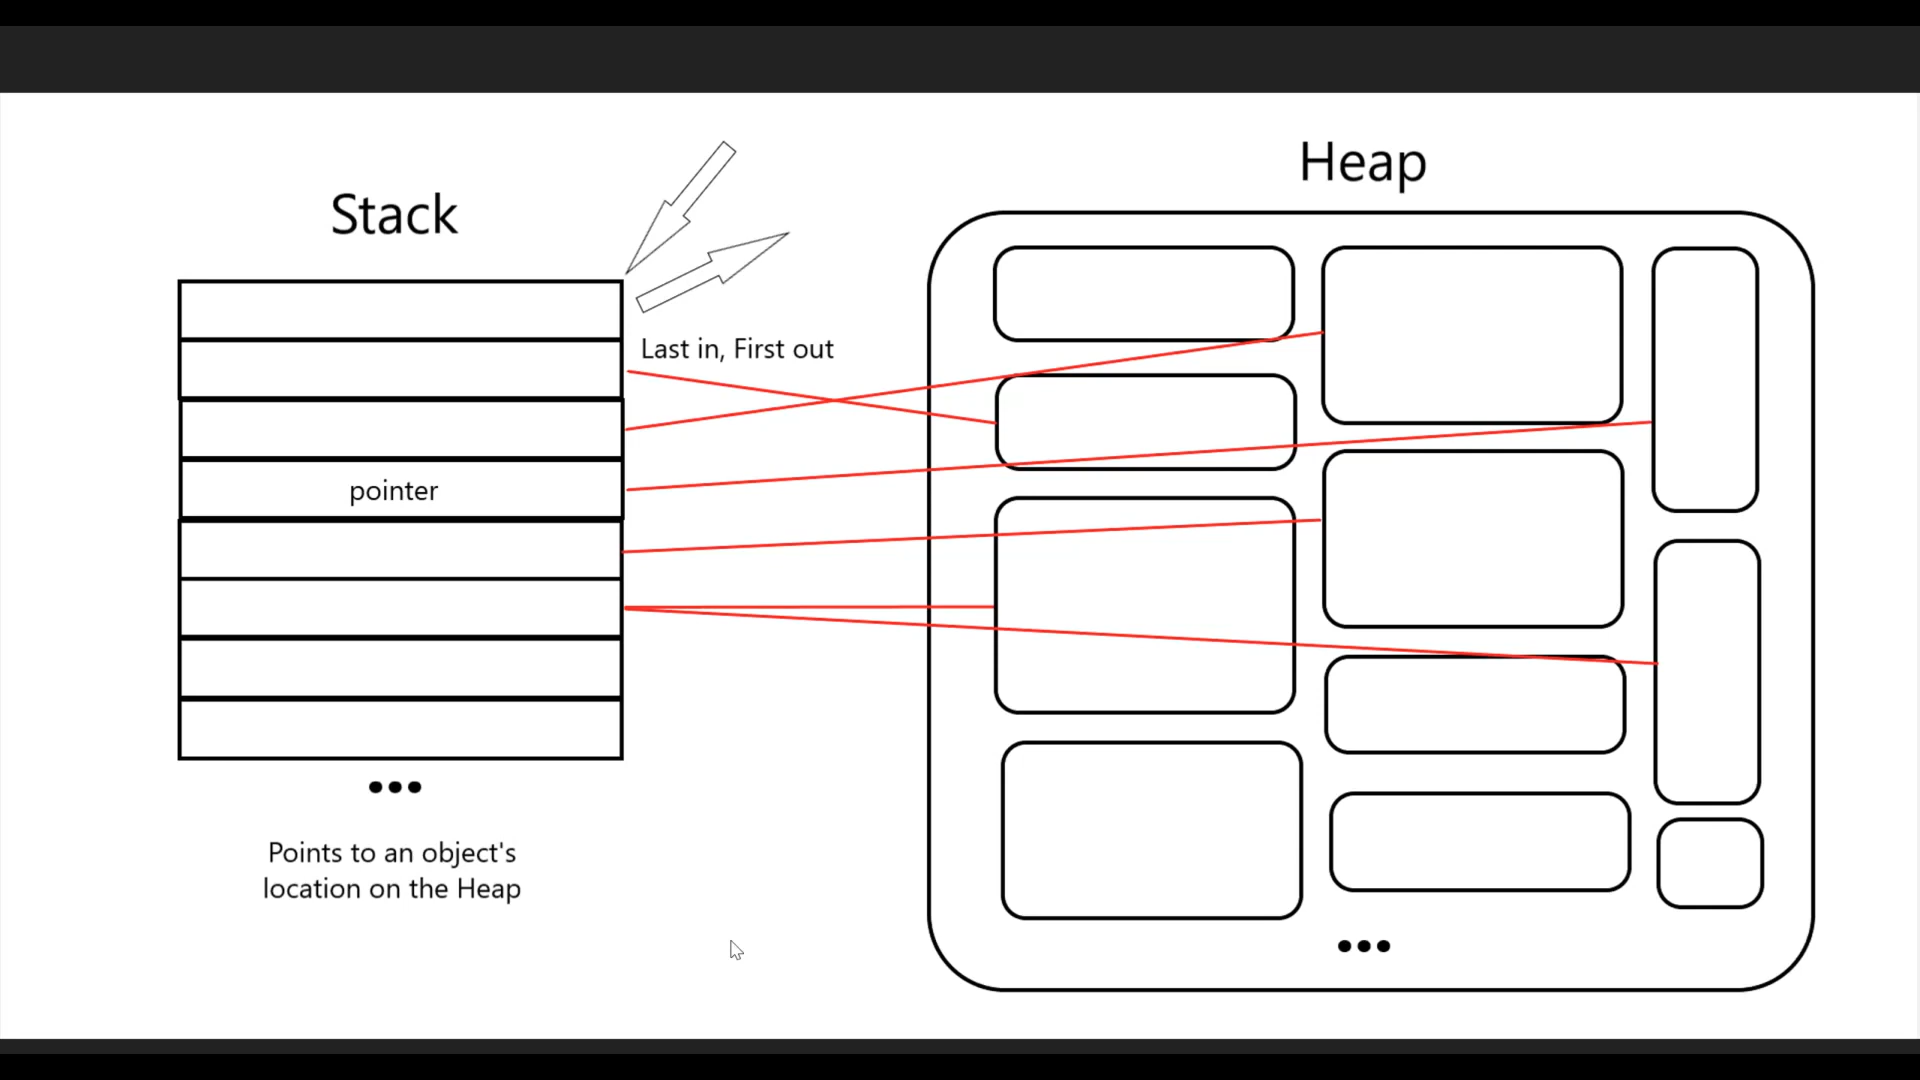 Stack
Heap
Last in, First out
pointer
Points to an object's
location on the Heap